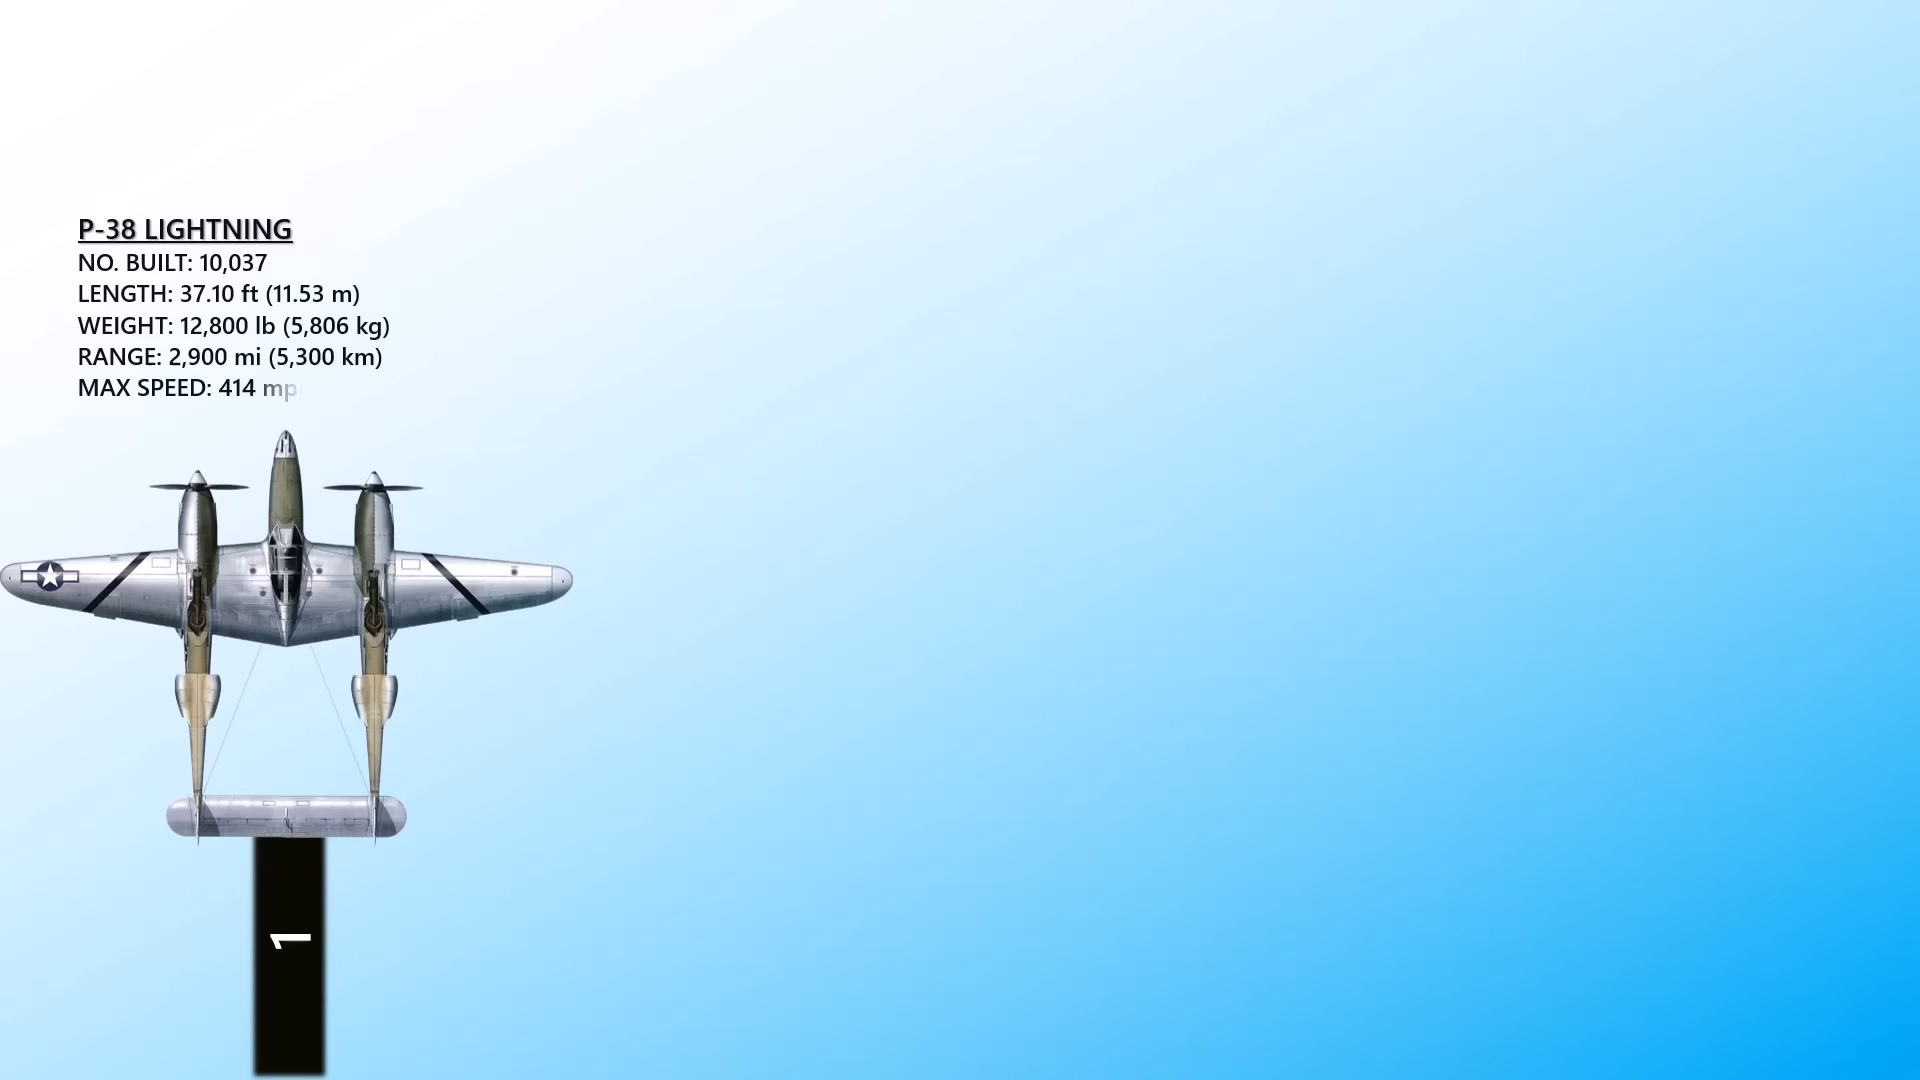 P-38 LIGHTNING
NO. BUILT: 10,037
LENGTH: 37.10 ft (11.53 m)
WEIGHT: 12,800 lb (5,806 kg)
RANGE: 2,900 mi (5,300 km)
MAX SPEED: 414 mp
1